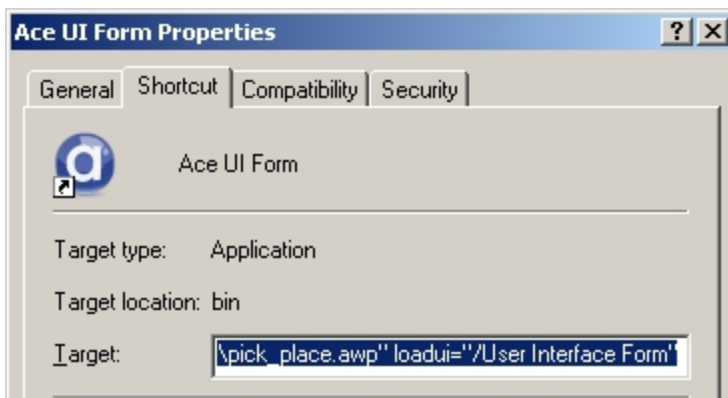 Ace UI Form Properties
General Shortcut Compatibility Security
Ace UI Form
Target type: Application
Target location: bin
Target: \pick_place.awp" loadui="/User Interface Form"